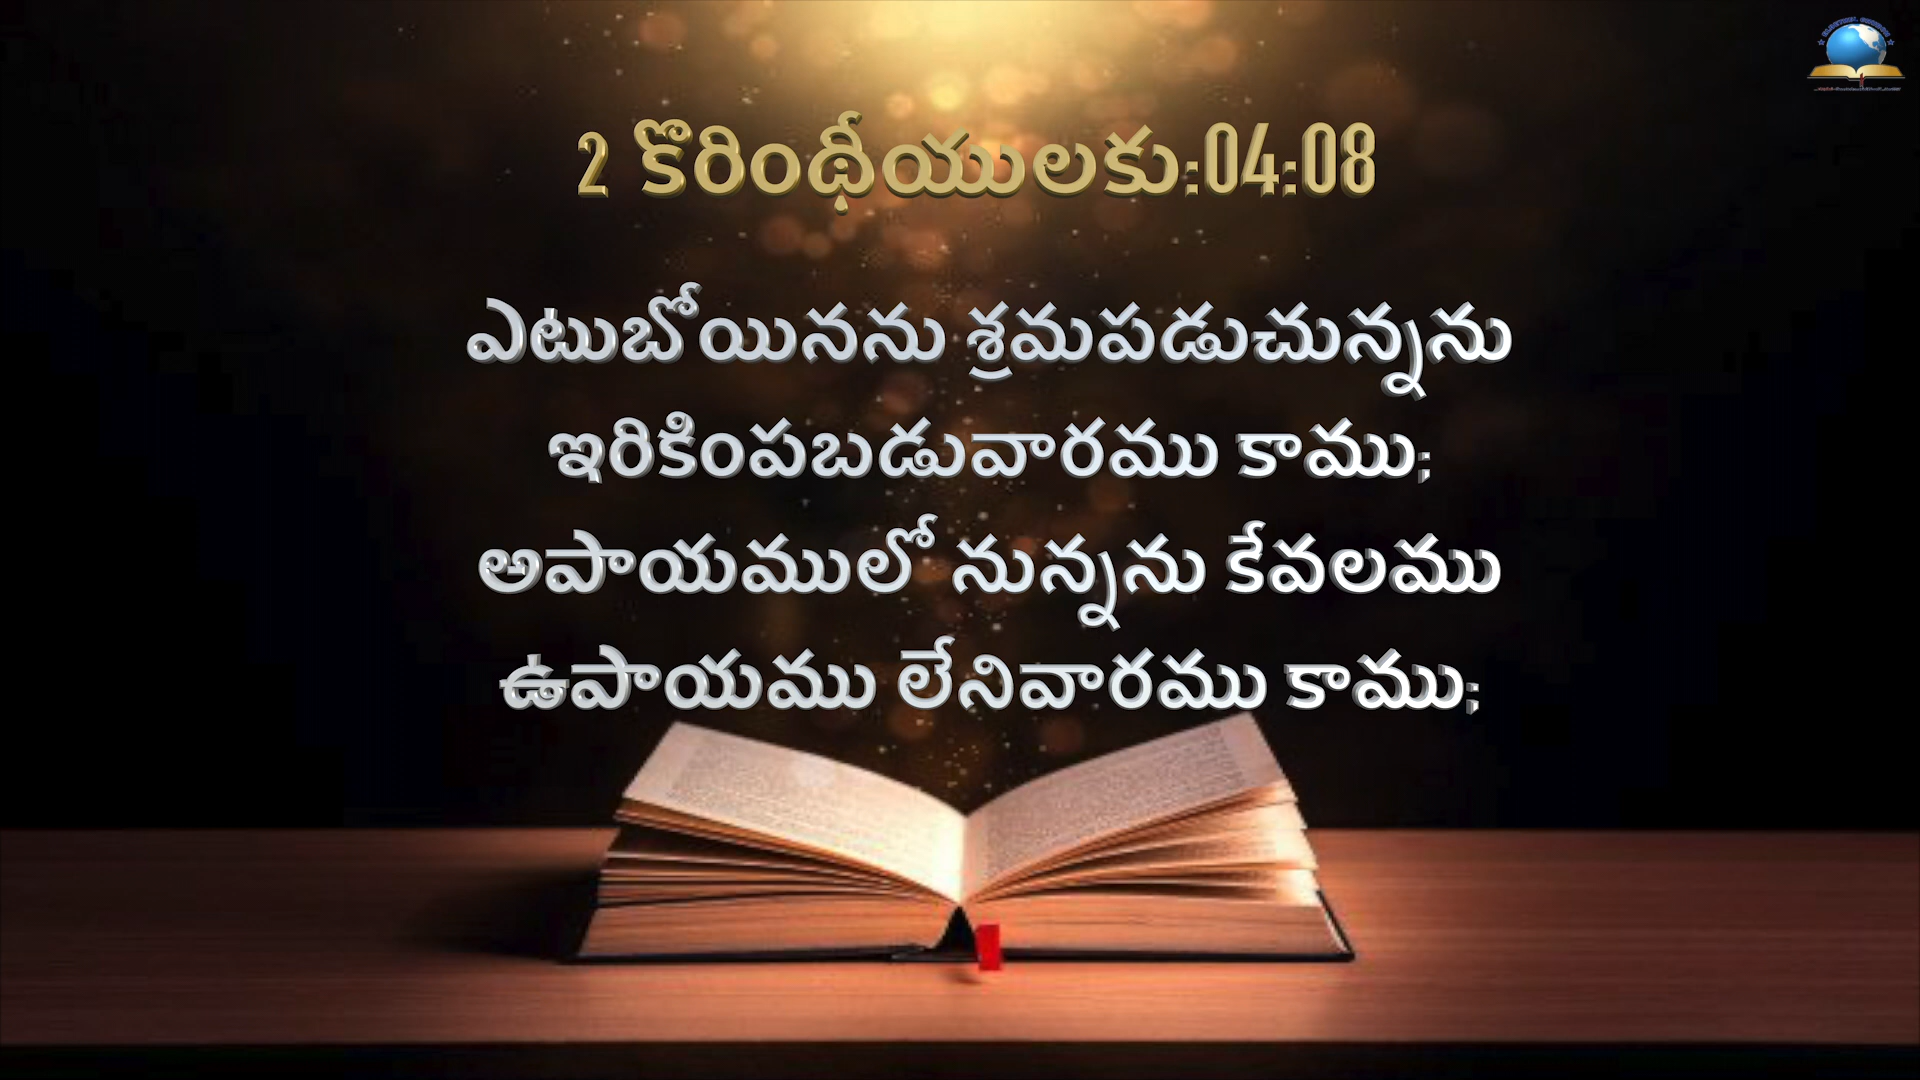 2 కొరింథీయులకు:04:08
ఎటుబోయినను శ్రమపడుచున్నను
ఇరికింపబడువారము కాము;
అపాయములో నున్నను కేవలము
ఉపాయము లేనివారము కాము;